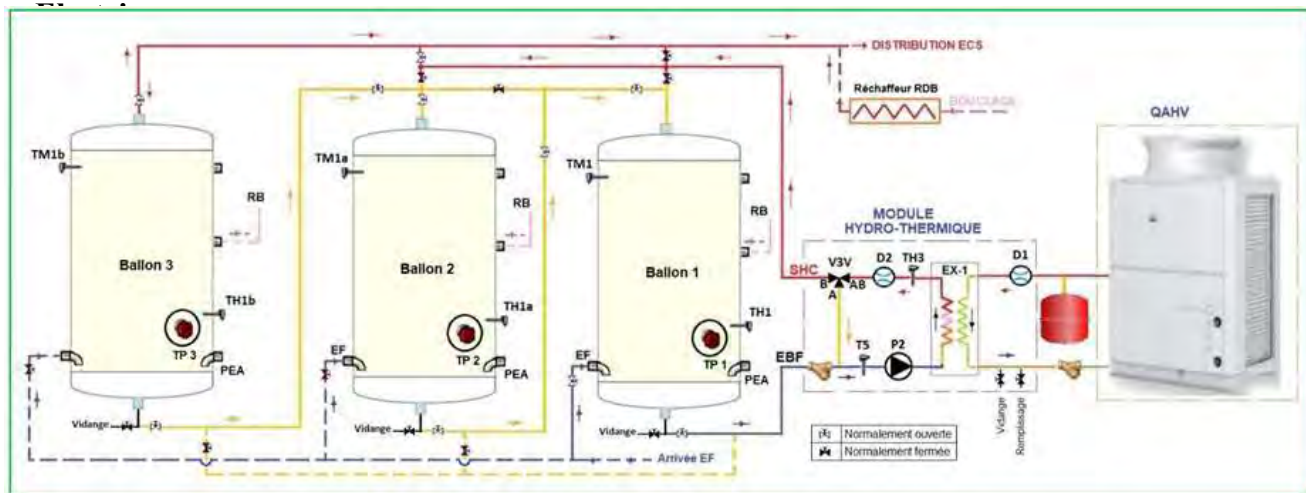 DISTRIBUTION ECS
Réchauffeur RDB
BOUCLAGE
QAHV
TM1b
TM1a
TM1
RB
RB
RB
MODULE
HYDRO-THERMIQUE
Ballon 3
Ballon 2
Ballon 1
SHC
V3V
B
AB
A
D2
TH3
EX-1
D1
TH1b
TH1a
TH1
TP 3
TP 2
TP 1
EF
EF
PEA
PEA
PEA
EBF
T5
P2
Vidange
Vidange
Vidange
Vidange
Remplissage
Normalement ouverte
Normalement fermée
Arrivée EF